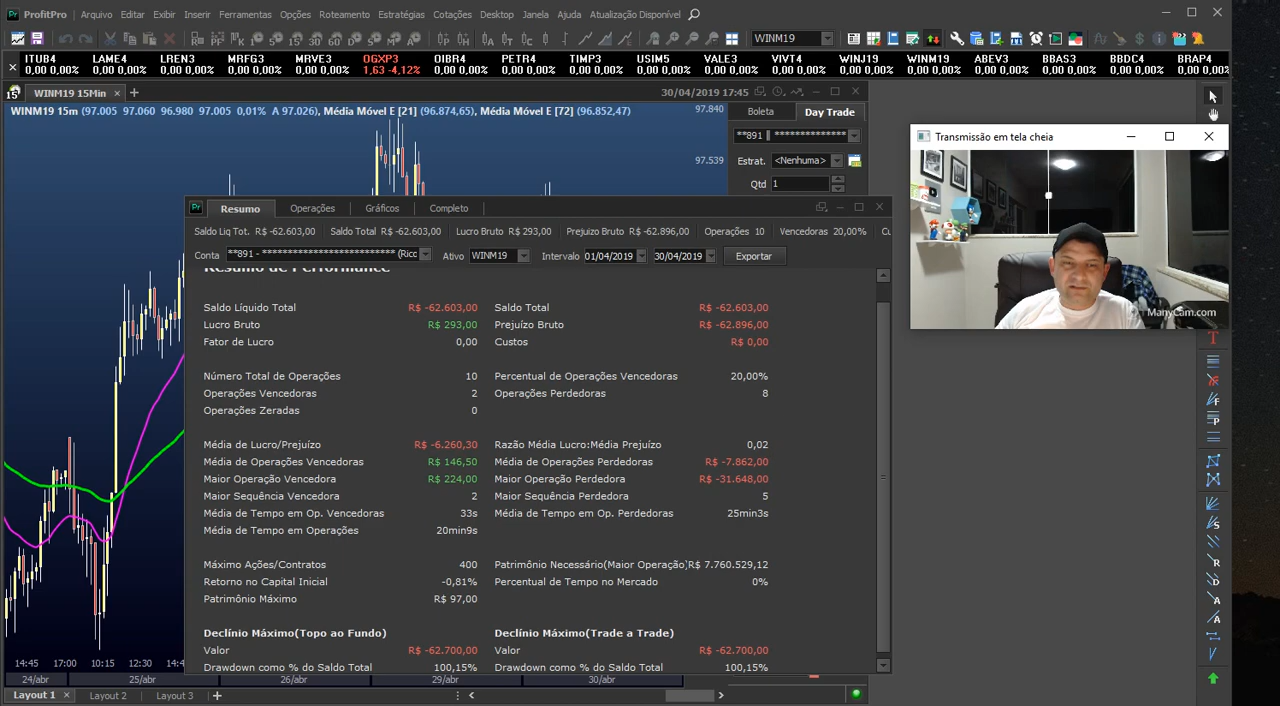 ProfitPro Arquivo Editar Exibir Inserir Ferramentas Opções Roteamento Estratégias Cotações Desktop Janela Ajuda Atualização Disponível
WINM19
ITUB4 LAME4 LREN3 MRFG3 MRVE3 OGXP3 OIBR4 PETR4 TIMP3 USIM5 VALE3 VIVT4 WINJ19 WINM19 ABEV3 BBAS3 BBDC4 BRAP4
0,00 0,00% 0,00 0,00% 0,00 0,00% 0,00 0,00% 0,00 0,00% 1,63 -4,12% 0,00 0,00% 0,00 0,00% 0,00 0,00% 0,00 0,00% 0,00 0,00% 0,00 0,00% 0,00 0,00% 0,00 0,00% 0,00 0,00% 0,00 0,00% 0,00 0,00% 0,00 0,00%
WINM19 15Min
30/04/2019 17:45
WINM19 15m (97.005 97.060 96.980 97.005 0,01% A 97.026), Média Móvel E [21] (96.874,65), Média Móvel E [72] (96.852,47)
97.840
97.539
Boleta Day Trade
**891 | ***************
Estrat. <Nenhuma>
Qtd 1
Transmissão em tela cheia
ManyCam.com
Resumo Operações Gráficos Completo
Saldo Líq Tot. R$ -62.603,00 Saldo Total R$ -62.603,00 Lucro Bruto R$ 293,00 Prejuizo Bruto R$ -62.896,00 Operações 10 Vencedoras 20,00% Cu
Conta **891 - *********************** (Ricc Ativo WINM19 Intervalo 01/04/2019 30/04/2019 Exportar
Resumo de Performance
Saldo Líquido Total R$ -62.603,00 Saldo Total R$ -62.603,00
Lucro Bruto R$ 293,00 Prejuízo Bruto R$ -62.896,00
Fator de Lucro 0,00 Custos R$ 0,00
Número Total de Operações 10 Percentual de Operações Vencedoras 20,00%
Operações Vencedoras 2 Operações Perdedoras 8
Operações Zeradas 0
Média de Lucro/Prejuízo R$ -6.260,30 Razão Média Lucro:Média Prejuízo 0,02
Média de Operações Vencedoras R$ 146,50 Média de Operações Perdedoras R$ -7.862,00
Maior Operação Vencedora R$ 224,00 Maior Operação Perdedora R$ -31.648,00
Maior Sequência Vencedora 2 Maior Sequência Perdedora 5
Média de Tempo em Op. Vencedoras 33s Média de Tempo em Op. Perdedoras 25min3s
Média de Tempo em Operações 20min9s
Máximo Ações/Contratos 400 Patrimônio Necessário(Maior Operação) R$ 7.760.529,12
Retorno no Capital Inicial -0,81% Percentual de Tempo no Mercado 0%
Patrimônio Máximo R$ 97,00
Declínio Máximo(Topo ao Fundo) Declínio Máximo(Trade a Trade)
Valor R$ -62.700,00 Valor R$ -62.700,00
Drawdown como % do Saldo Total 100,15% Drawdown como % do Saldo Total 100,15%
14:45 17:00 10:15 12:30 14:4
24/abr 25/abr 26/abr 29/abr 30/abr
Layout 1 Layout 2 Layout 3